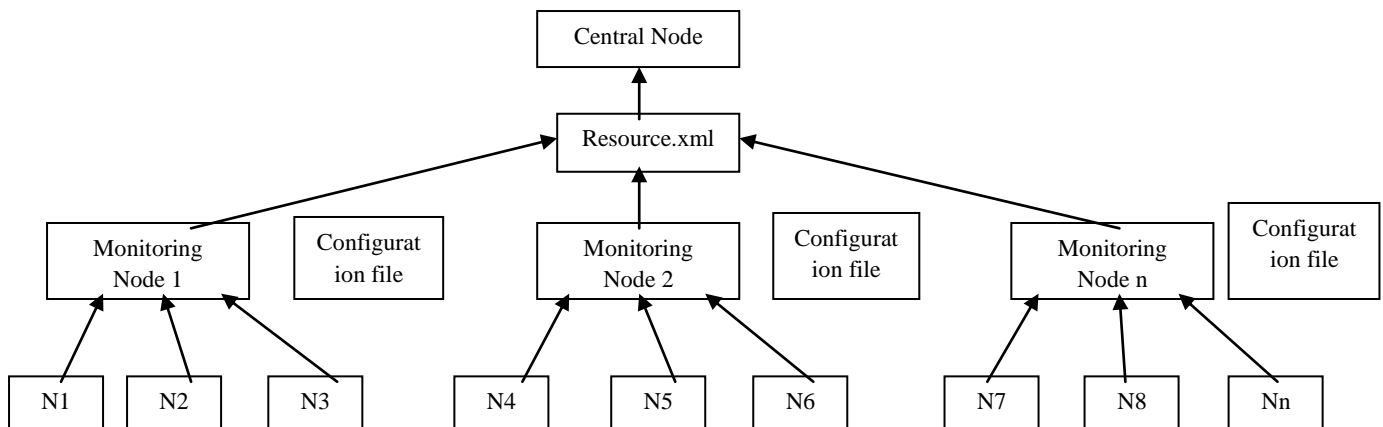 Central Node
Resource.xml
Monitoring
Node 1
Configurat
ion file
Monitoring
Node 2
Configurat
ion file
Monitoring
Node n
Configurat
ion file
N1
N2
N3
N4
N5
N6
N7
N8
Nn